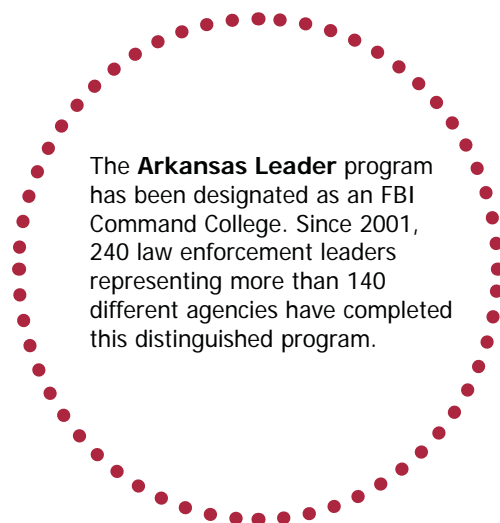 The Arkansas Leader program
has been designated as an FBI
Command College. Since 2001,
240 law enforcement leaders
representing more than 140
different agencies have completed
this distinguished program.